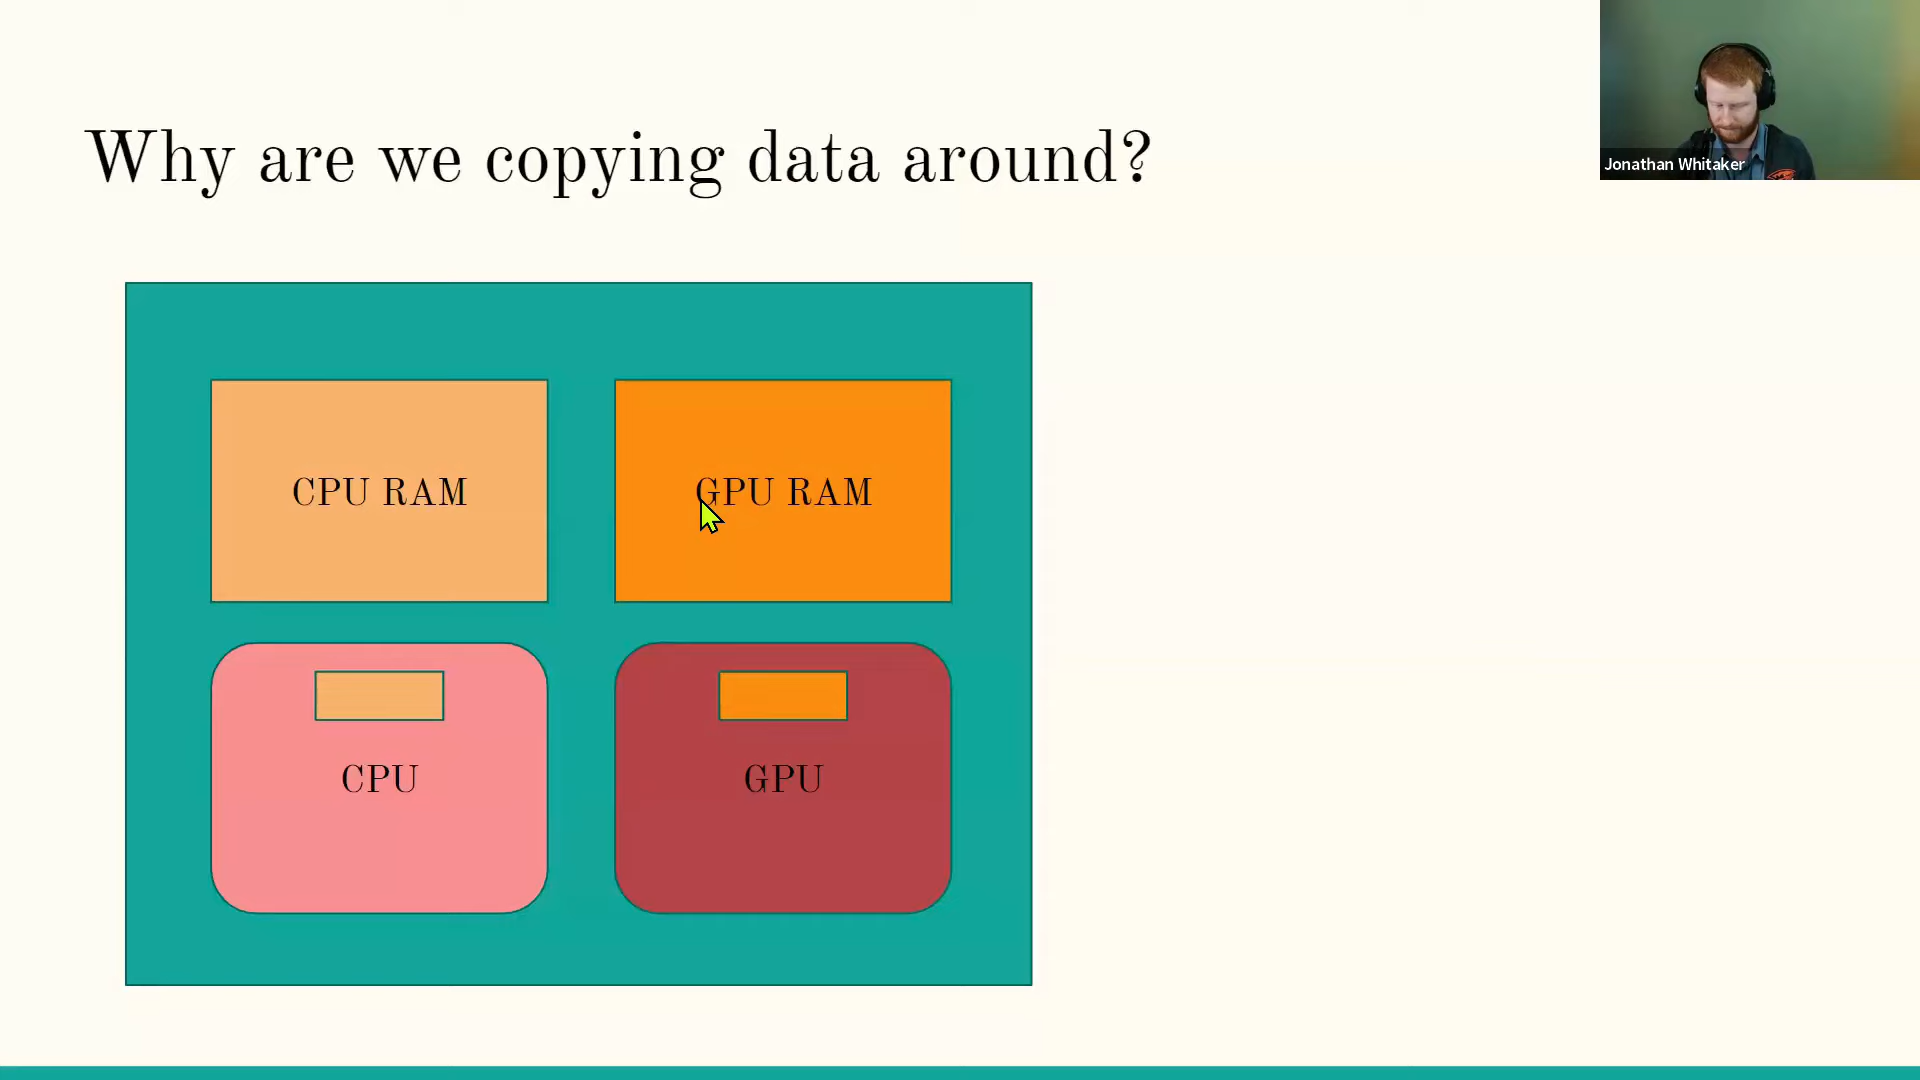 Why are we copying data around?
Jonathan Whitaker
CPU RAM
GPU RAM
CPU
GPU